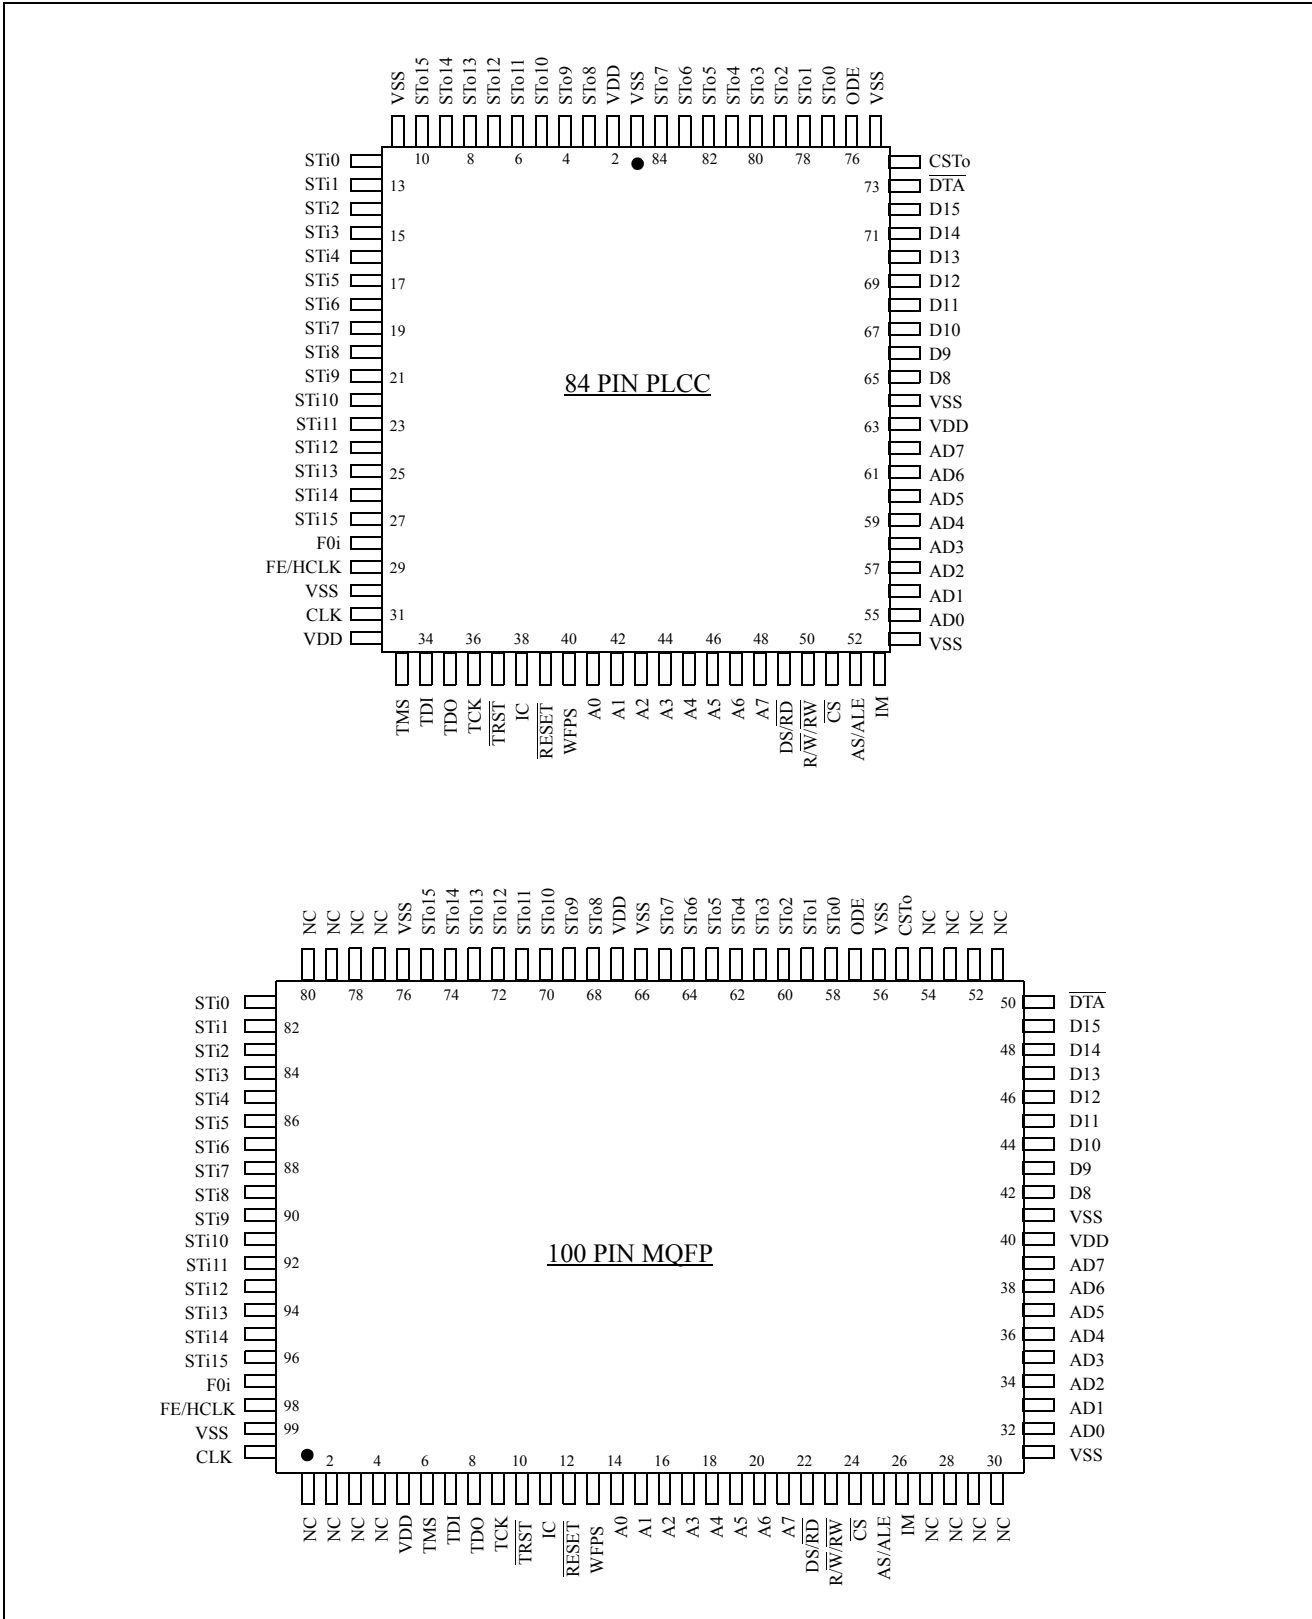 VSS STo15 STo14 STo13 STo12 STo11 STo10 STo9 STo8 VDD VSS STo7 STo6 STo5 STo4 STo3 STo2 STo1 STo0 ODE VSS
10 8 6 4 2 84 82 80 78 76
STi0 CSTo
STi1 13 73 DTA
STi2 D15
STi3 15 71 D14
STi4 D13
STi5 17 69 D12
STi6 D11
STi7 19 67 D10
STi8 D9
STi9 21 65 D8
84 PIN PLCC
STi10 VSS
STi11 23 63 VDD
STi12 AD7
STi13 25 61 AD6
STi14 AD5
STi15 27 59 AD4
F0i AD3
FE/HCLK 29 57 AD2
VSS AD1
CLK 31 55 AD0
VDD VSS
34 36 38 40 42 44 46 48 50 52
TMS TDI TDO TCK TRST IC RESET WFPS A0 A1 A2 A3 A4 A5 A6 A7 DS/RD R/W/RW CS AS/ALE IM
NC NC NC NC VSS STo15 STo14 STo13 STo12 STo11 STo10 STo9 STo8 VDD VSS STo7 STo6 STo5 STo4 STo3 STo2 STo1 STo0 ODE VSS CSTo NC NC NC NC
80 78 76 74 72 70 68 66 64 62 60 58 56 54 52
STi0 50 DTA
STi1 82 D15
STi2 48 D14
STi3 84 D13
STi4 46 D12
STi5 86 D11
STi6 44 D10
STi7 88 D9
STi8 42 D8
STi9 90 VSS
STi10 40 VDD
100 PIN MQFP
STi11 92 AD7
STi12 38 AD6
STi13 94 AD5
STi14 36 AD4
STi15 96 AD3
F0i 34 AD2
FE/HCLK 98 AD1
VSS 99 32 AD0
CLK VSS
2 4 6 8 10 12 14 16 18 20 22 24 26 28 30
NC NC NC NC VDD TMS TDI TDO TCK TRST IC RESET WFPS A0 A1 A2 A3 A4 A5 A6 A7 DS/RD R/W/RW CS AS/ALE IM NC NC NC NC